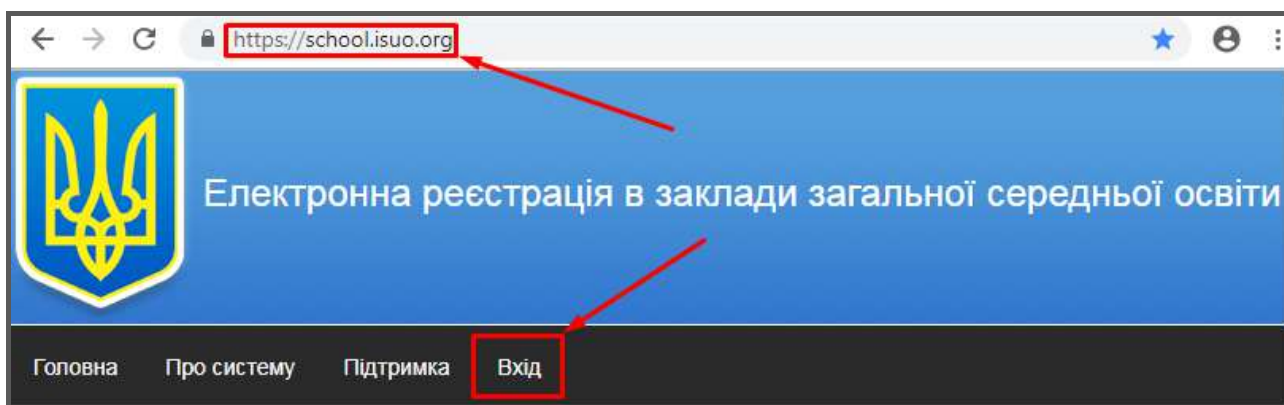 https://school.isuo.org
Електронна реєстрація в заклади загальної середньої освіти
Головна Про систему Підтримка Вхід